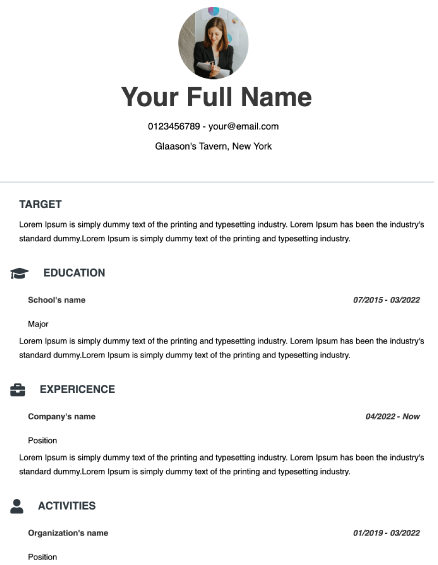 Your Full Name
0123456789 - your@email.com
Glaason's Tavern, New York
TARGET
Lorem Ipsum is simply dummy text of the printing and typesetting industry. Lorem Ipsum has been the industry's
standard dummy.Lorem Ipsum is simply dummy text of the printing and typesetting industry.
EDUCATION
School's name 07/2015 - 03/2022
Major
Lorem Ipsum is simply dummy text of the printing and typesetting industry. Lorem Ipsum has been the industry's
standard dummy.Lorem Ipsum is simply dummy text of the printing and typesetting industry.
EXPERICENCE
Company's name 04/2022 - Now
Position
Lorem Ipsum is simply dummy text of the printing and typesetting industry. Lorem Ipsum has been the industry's
standard dummy.Lorem Ipsum is simply dummy text of the printing and typesetting industry.
ACTIVITIES
Organization's name 01/2019 - 03/2022
Position